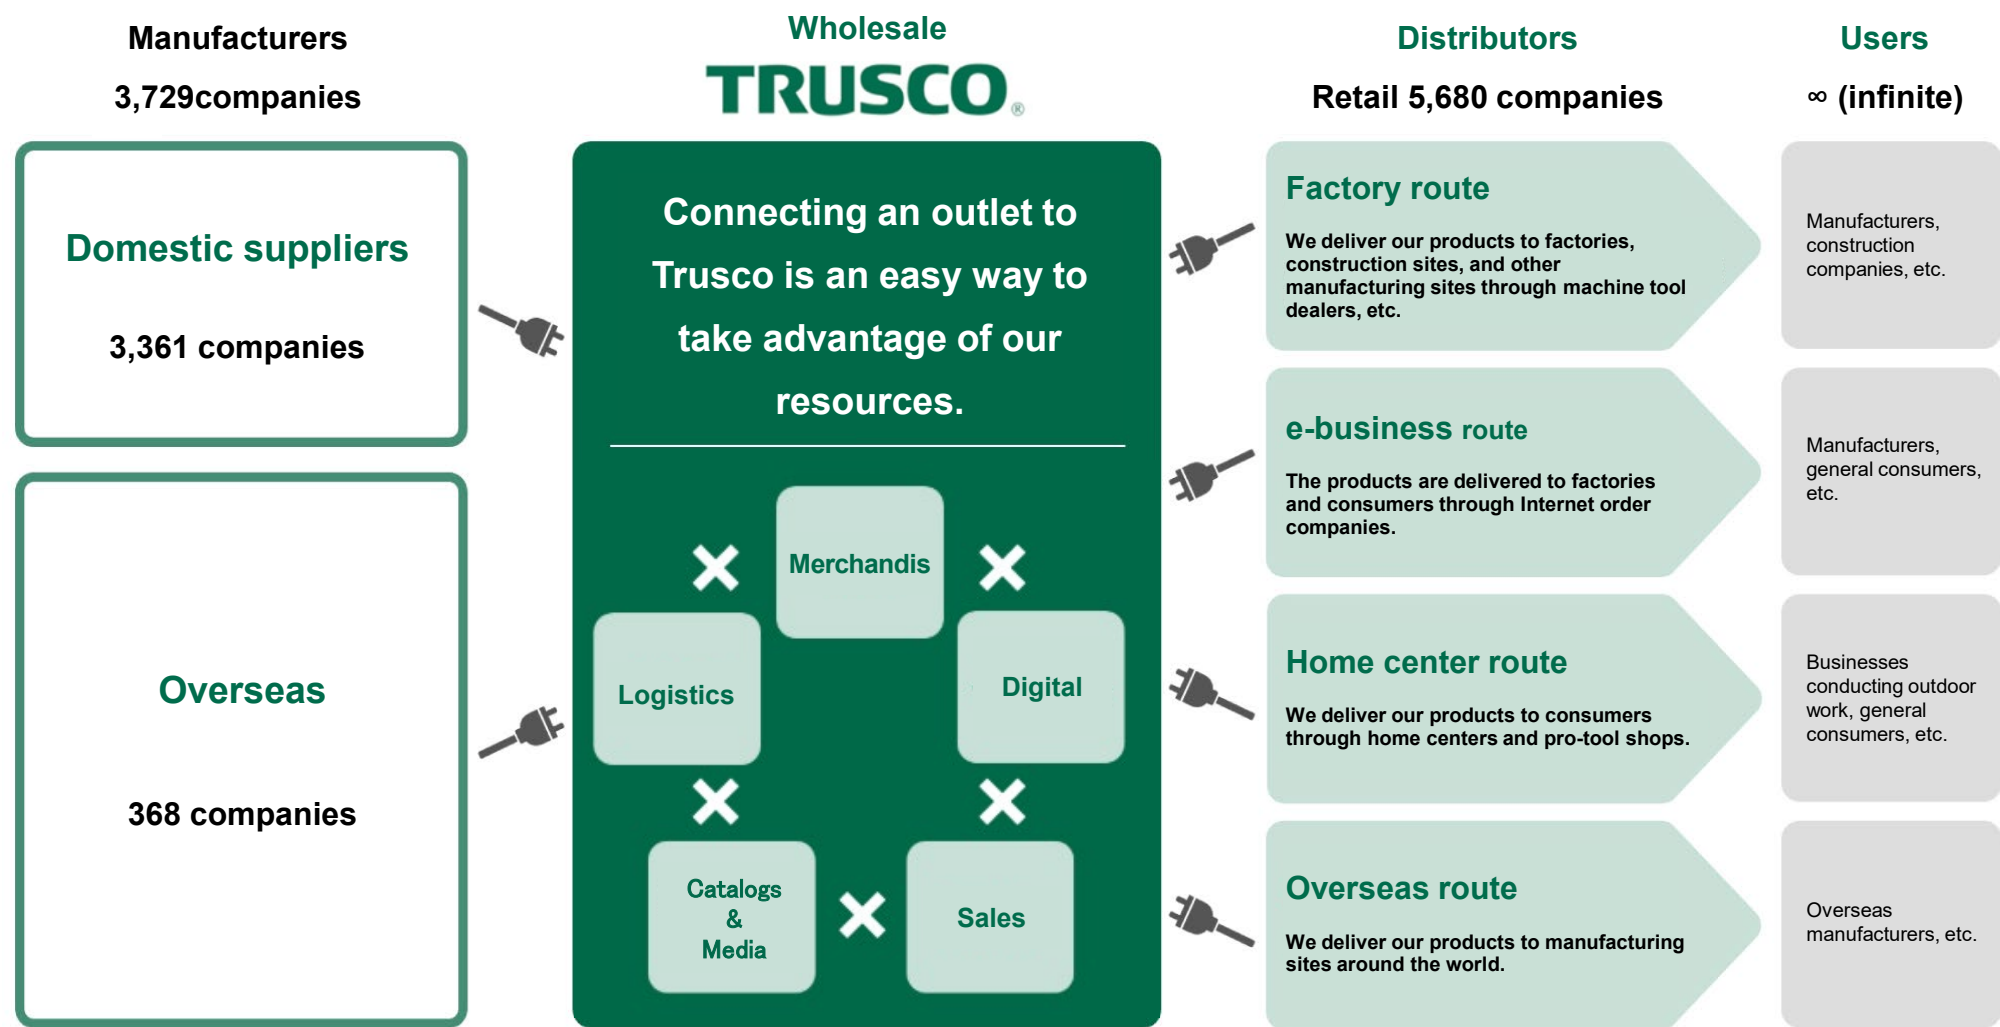 Manufacturers
3,729companies
Domestic suppliers
3,361 companies
Overseas
368 companies
Wholesale
TRUSCO®
Connecting an outlet to
Trusco is an easy way to
take advantage of our
resources.
Merchandis
Logistics
Digital
Catalogs
&
Media
Sales
Distributors
Retail 5,680 companies
Factory route
We deliver our products to factories,
construction sites, and other
manufacturing sites through machine tool
dealers, etc.
e-business route
The products are delivered to factories
and consumers through Internet order
companies.
Home center route
We deliver our products to consumers
through home centers and pro-tool shops.
Overseas route
We deliver our products to manufacturing
sites around the world.
Users
∞ (infinite)
Manufacturers,
construction
companies, etc.
Manufacturers,
general consumers,
etc.
Businesses
conducting outdoor
work, general
consumers, etc.
Overseas
manufacturers, etc.